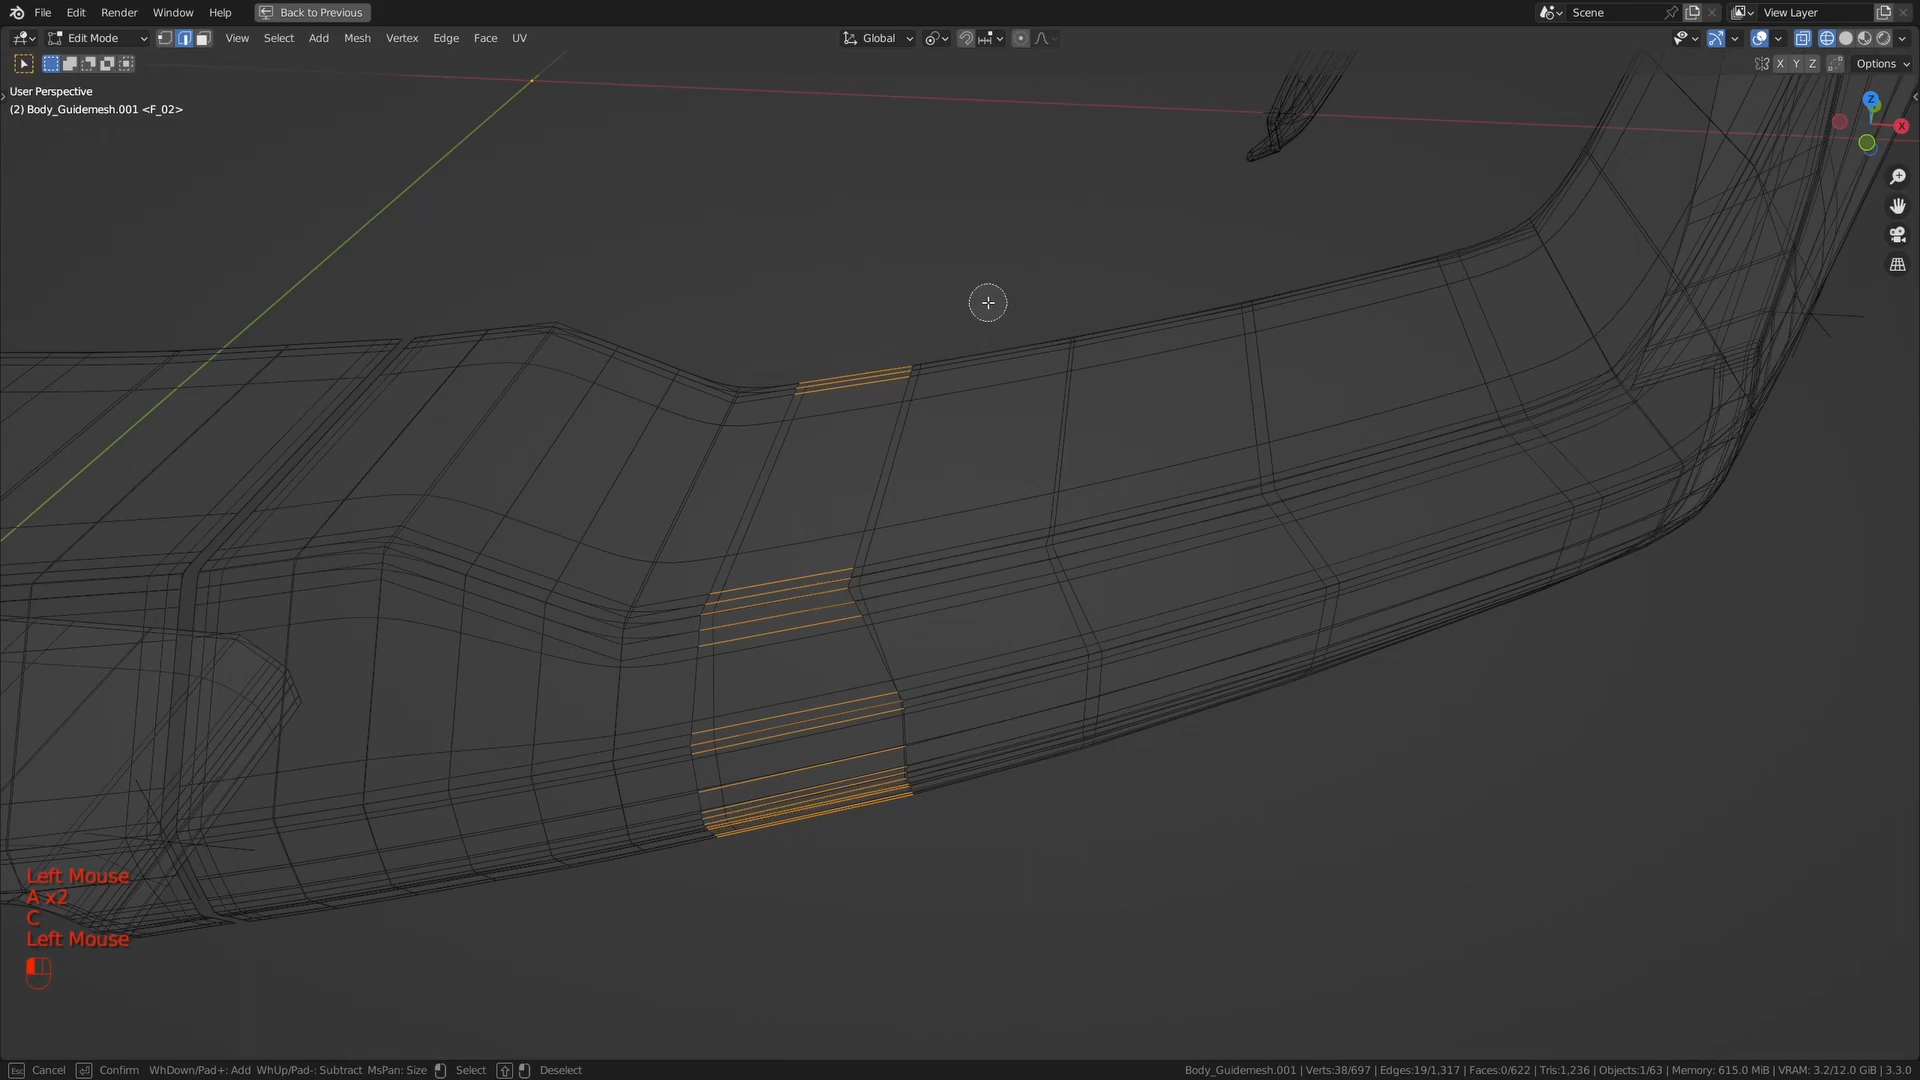 File Edit Render Window Help Back to Previous Scene View Layer
Edit Mode View Select Add Mesh Vertex Edge Face UV Global
X Y Z Options
User Perspective
(2) Body_Guidemesh.001 <F_02>
Z
X
Left Mouse
A x2
C
Left Mouse
Esc Cancel Confirm WhDown/Pad+: Add WhUp/Pad-: Subtract MsPan: Size Select Deselect Body_Guidemesh.001 | Verts:38/697 | Edges:19/1,317 | Faces:0/622 | Tris:1,236 | Objects:1/63 | Memory: 615.0 MiB | VRAM: 3.2/12.0 GiB | 3.3.0